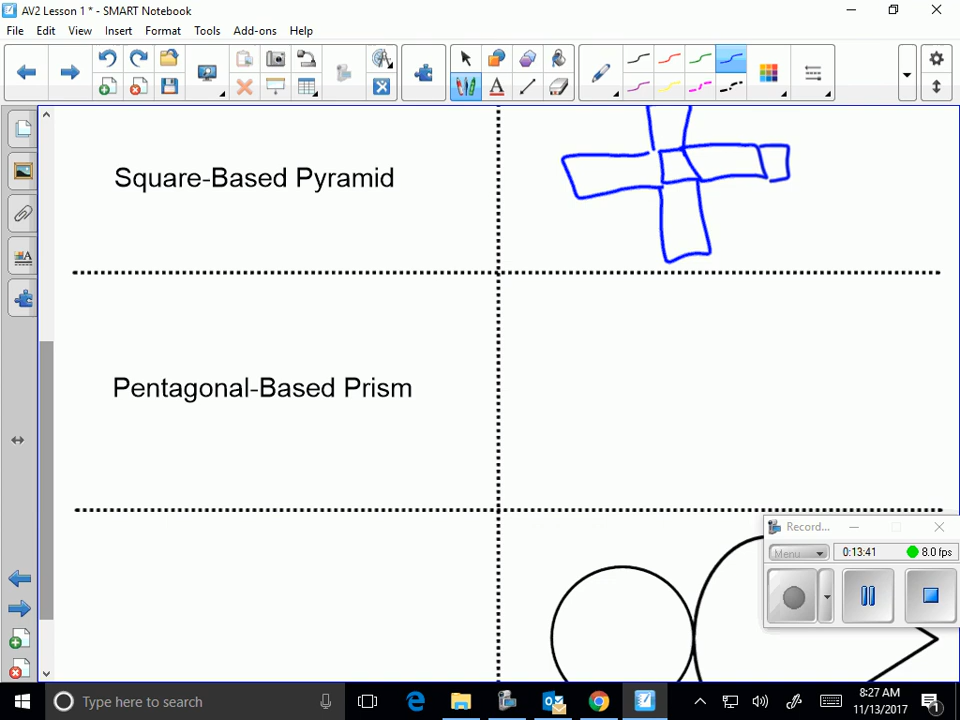 AV2 Lesson 1 * - SMART Notebook
File Edit View Insert Format Tools Add-ons Help
Square-Based Pyramid
Pentagonal-Based Prism
Record...
Menu 0:13:41 8.0 fps
Type here to search
8:27 AM
11/13/2017